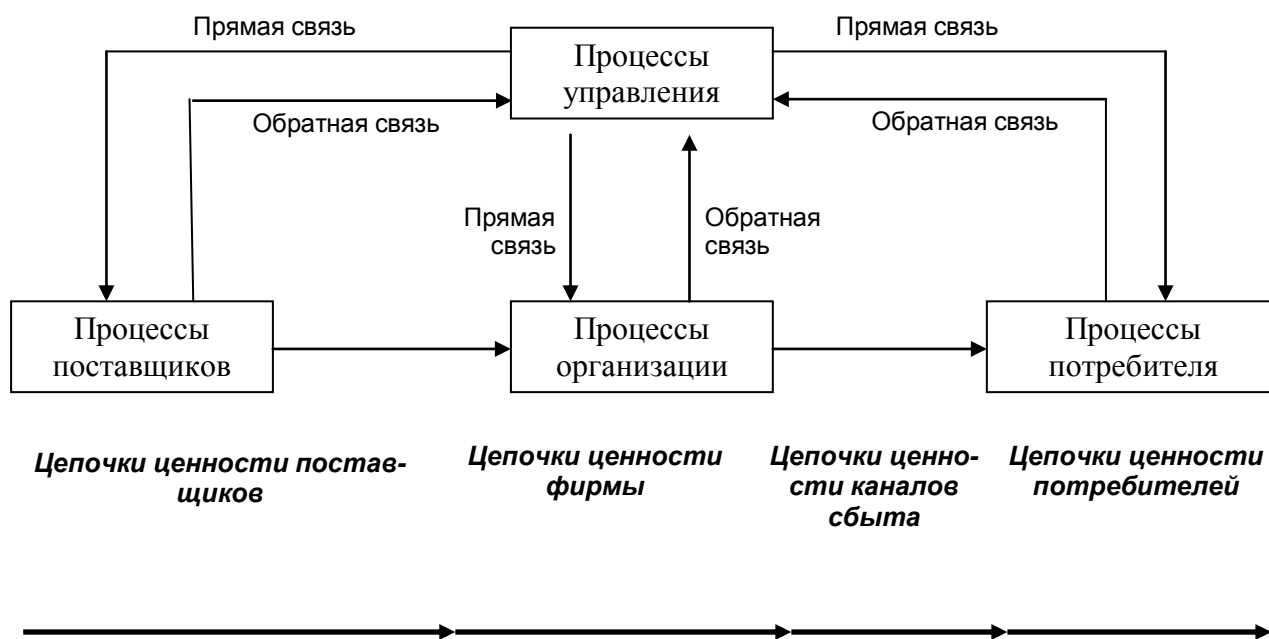 Прямая связь
Прямая связь
Процессы
управления
Обратная связь
Обратная связь
Прямая
связь
Обратная
связь
Процессы
поставщиков
Процессы
организации
Процессы
потребителя
Цепочки ценности постав-
щиков
Цепочки ценности
фирмы
Цепочки ценно-
сти каналов
сбыта
Цепочки ценности
потребителей